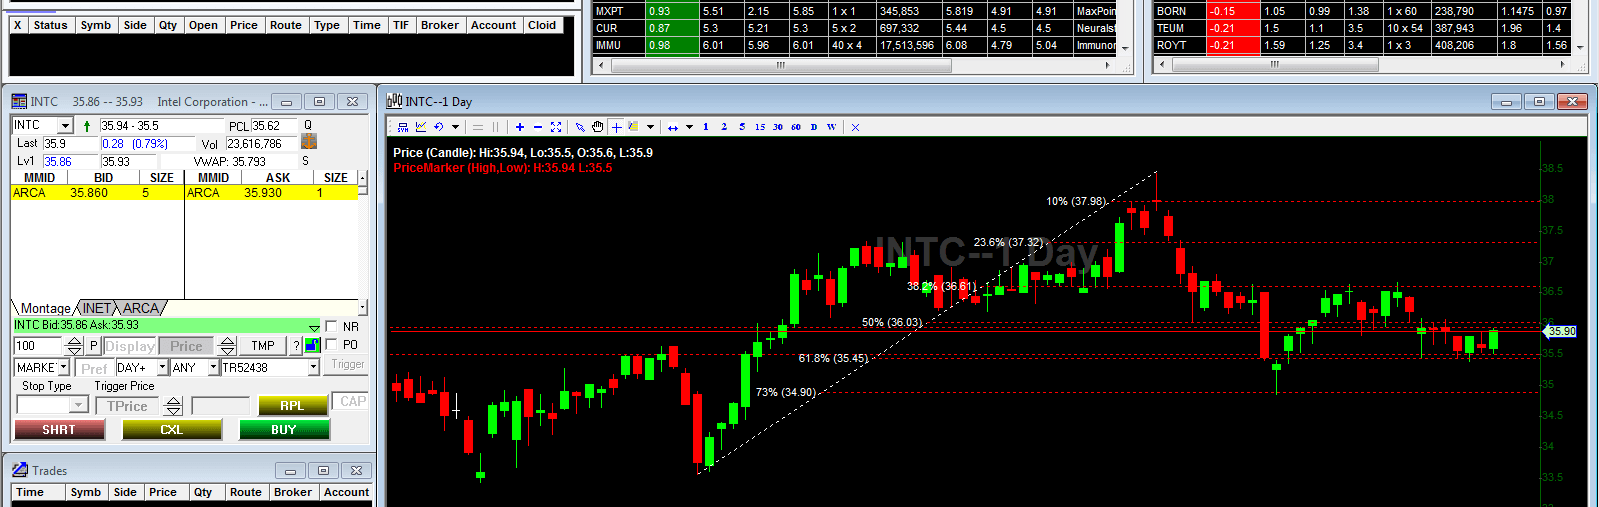 MXPT 0.93 5.51 2.15 5.85 1 x 1 345,853 5.819 4.91 4.91 MaxPoin
BORN -0.15 1.05 0.99 1.38 1 x 60 238,790 1.1475 0.97
X Status Symb Side Qty Open Price Route Type Time TIF Broker Account Cloid
CUR 0.87 5.3 5.21 5.3 5 x 2 697,332 5.44 4.5 4.5 Neuralst
TEUM -0.21 1.5 1.1 3.5 10 x 54 387,943 1.96 1.4
IMMU 0.98 6.01 5.96 6.01 40 x 4 17,513,596 6.08 4.79 5.04 Immunor
ROYT -0.21 1.59 1.25 3.4 1 x 3 408,206 1.8 1.56
INTC 35.86 -- 35.93 Intel Corporation - ...
INTC 35.94 - 35.5 PCL 35.62 Q
Last 35.9 0.28 (0.79%) Vol 23,616,786
Lv1 35.86 35.93 VWAP: 35.793 S
MMID BID SIZE MMID ASK SIZE
ARCA 35.860 5 ARCA 35.930 1
Montage INET ARCA
INTC Bid:35.86 Ask:35.93 NR
100 P Display Price TMP ? PO
MARKE Pref DAY+ ANY TR52438 Trigger
Stop Type Trigger Price
TPrice RPL CAP
SHRT CXL BUY
Trades
Time Symb Side Price Qty Route Broker Account
INTC--1 Day
SYM 1 2 5 15 30 60 D W
Price (Candle): Hi:35.94, Lo:35.5, O:35.6, L:35.9
PriceMarker (High,Low): H:35.94 L:35.5
INTC--1 Day
10% (37.98)
23.6% (37.32)
38.2% (36.61)
50% (36.03)
61.8% (35.45)
73% (34.90)
38.5
38
37.5
37
36.5
36
35.90
35.5
35
34.5
34
33.5